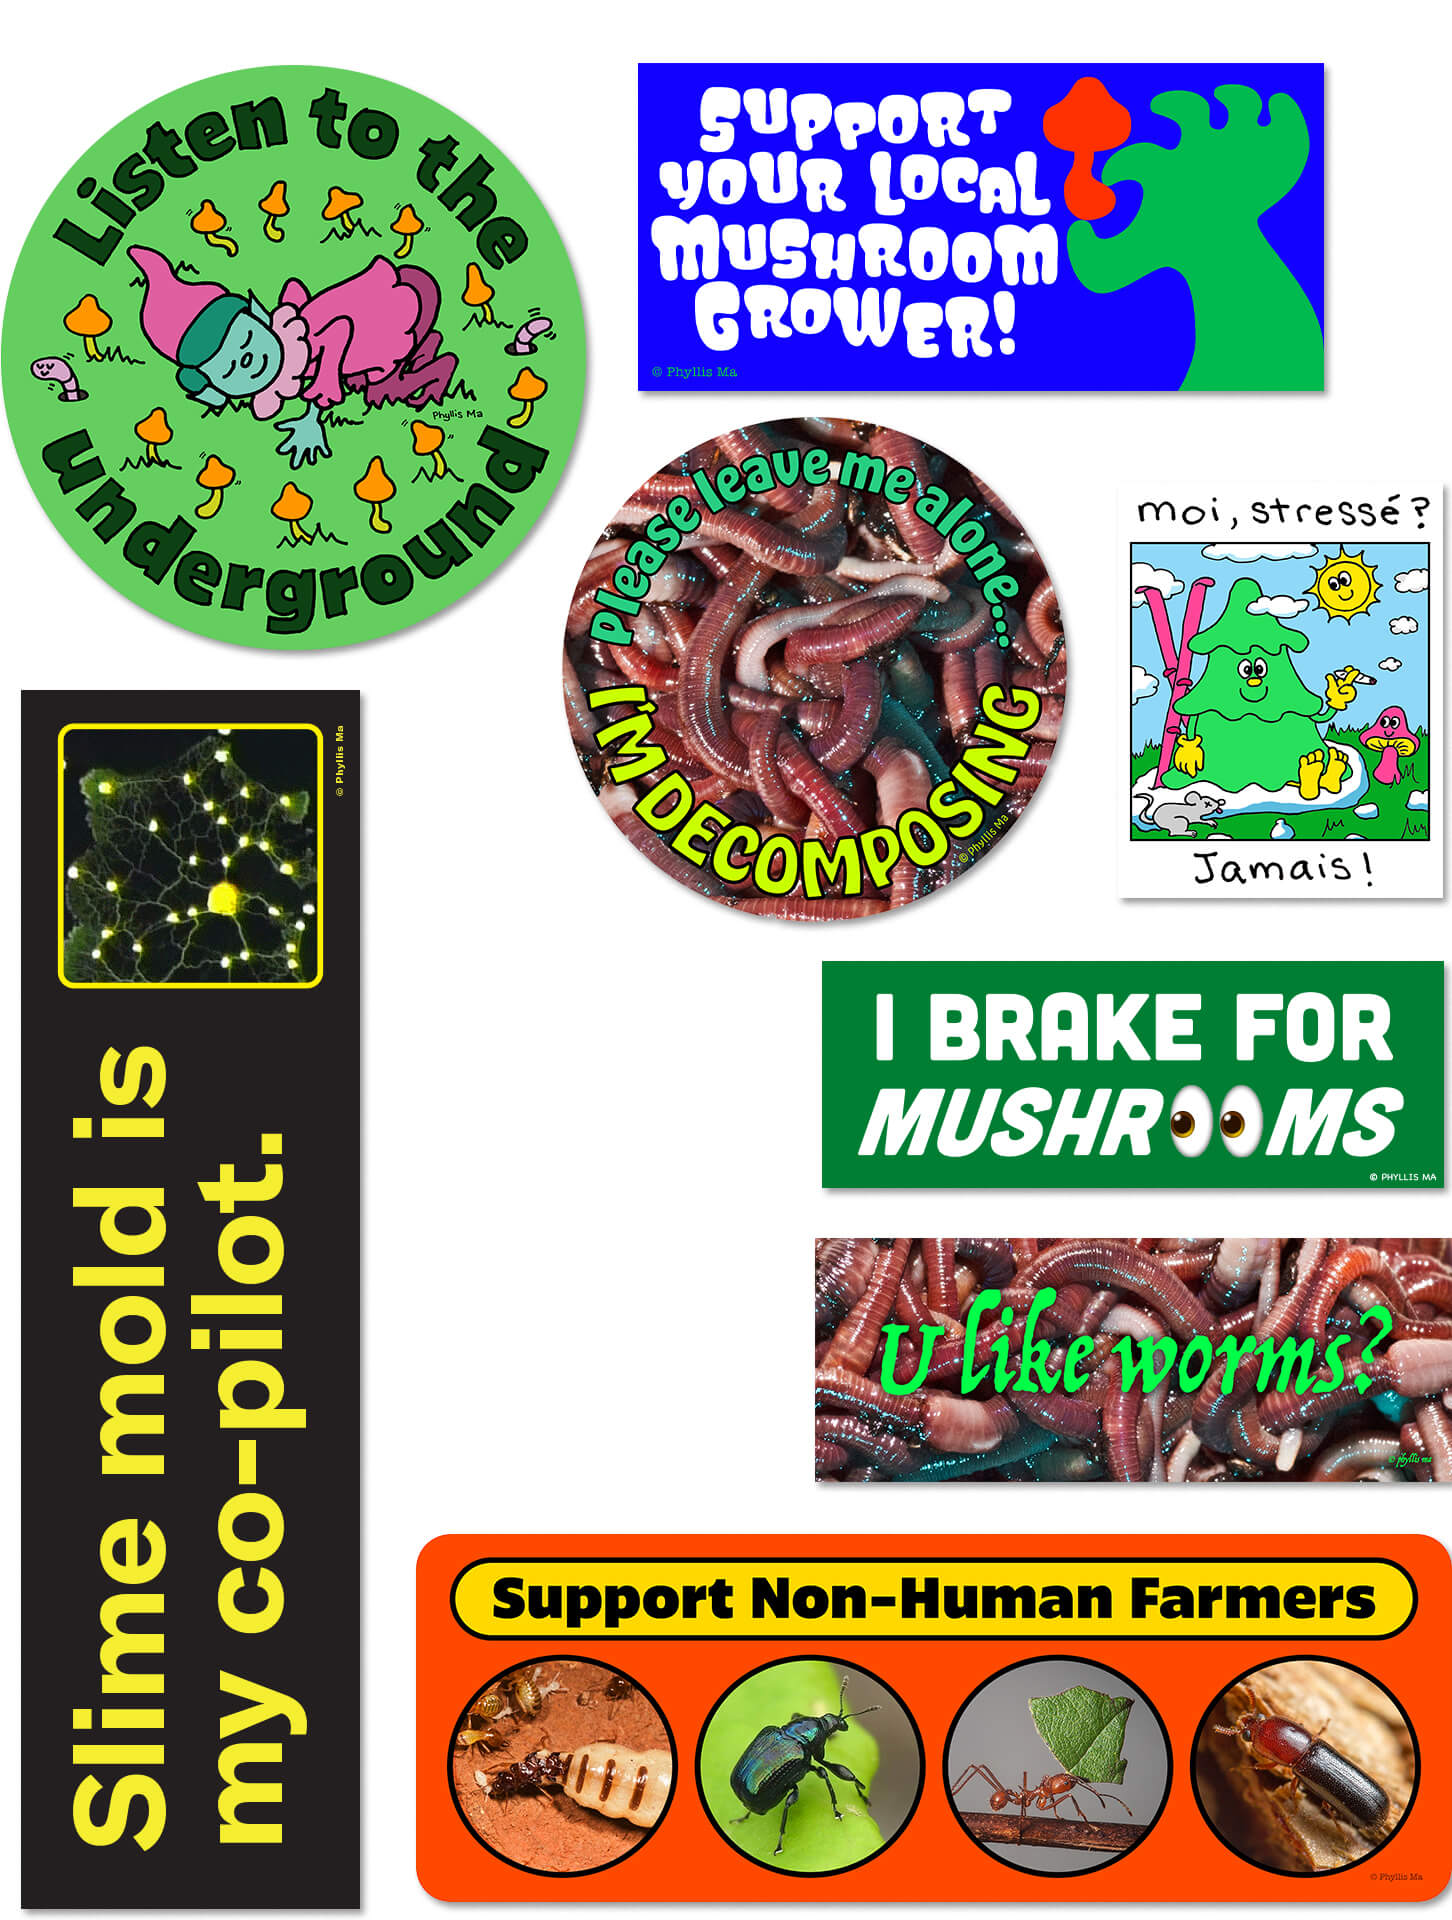 Listen to the
underground
Phyllis Ma
SUPPORT
YOUR LOCAL
MUSHROOM
GROWER!
© Phyllis Ma
Please leave me alone...
I'M DECOMPOSING
© Phyllis Ma
moi, stressé?
Jamais!
© Phyllis Ma
Slime mold is
my co-pilot.
I BRAKE FOR
MUSHR👀MS
© PHYLLIS MA
U like worms?
© phyllis ma
Support Non-Human Farmers
© Phyllis Ma